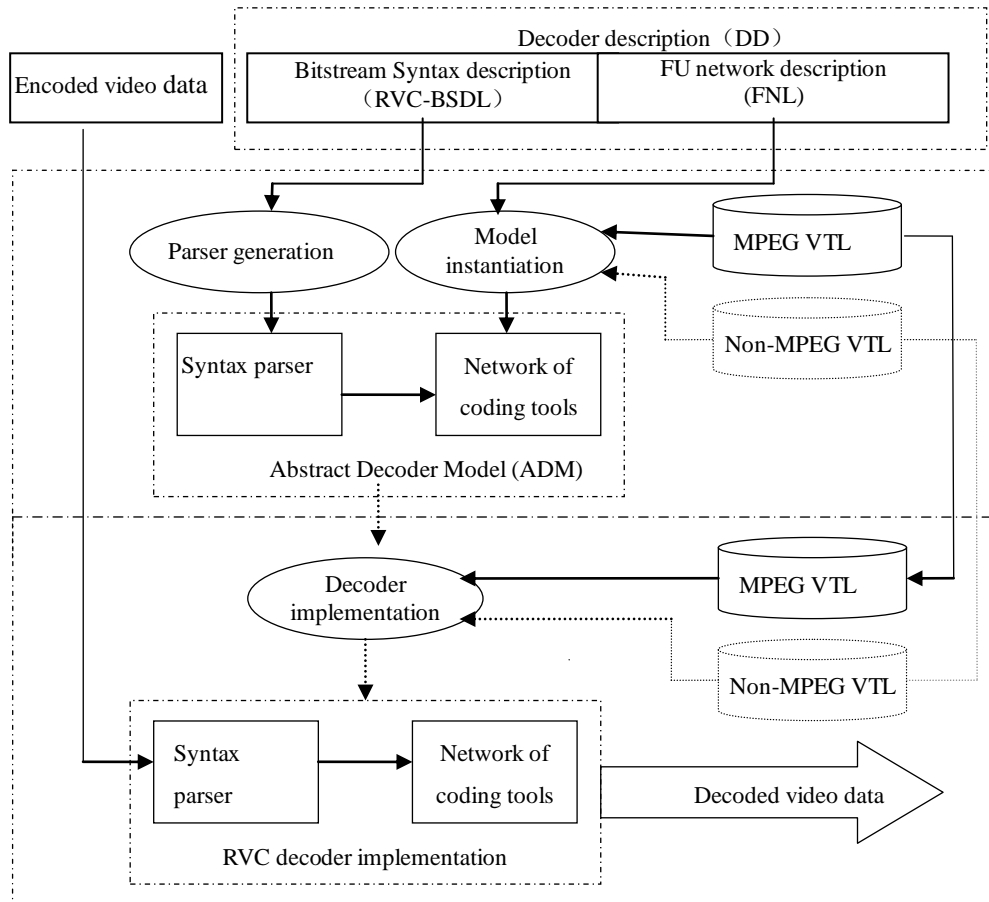 Decoder description（DD）
Encoded video data
Bitstream Syntax description
（RVC-BSDL）
FU network description
(FNL)
Parser generation
Model
instantiation
MPEG VTL
Non-MPEG VTL
Syntax parser
Network of
coding tools
Abstract Decoder Model (ADM)
Decoder
implementation
MPEG VTL
Non-MPEG VTL
Syntax
parser
Network of
coding tools
Decoded video data
RVC decoder implementation